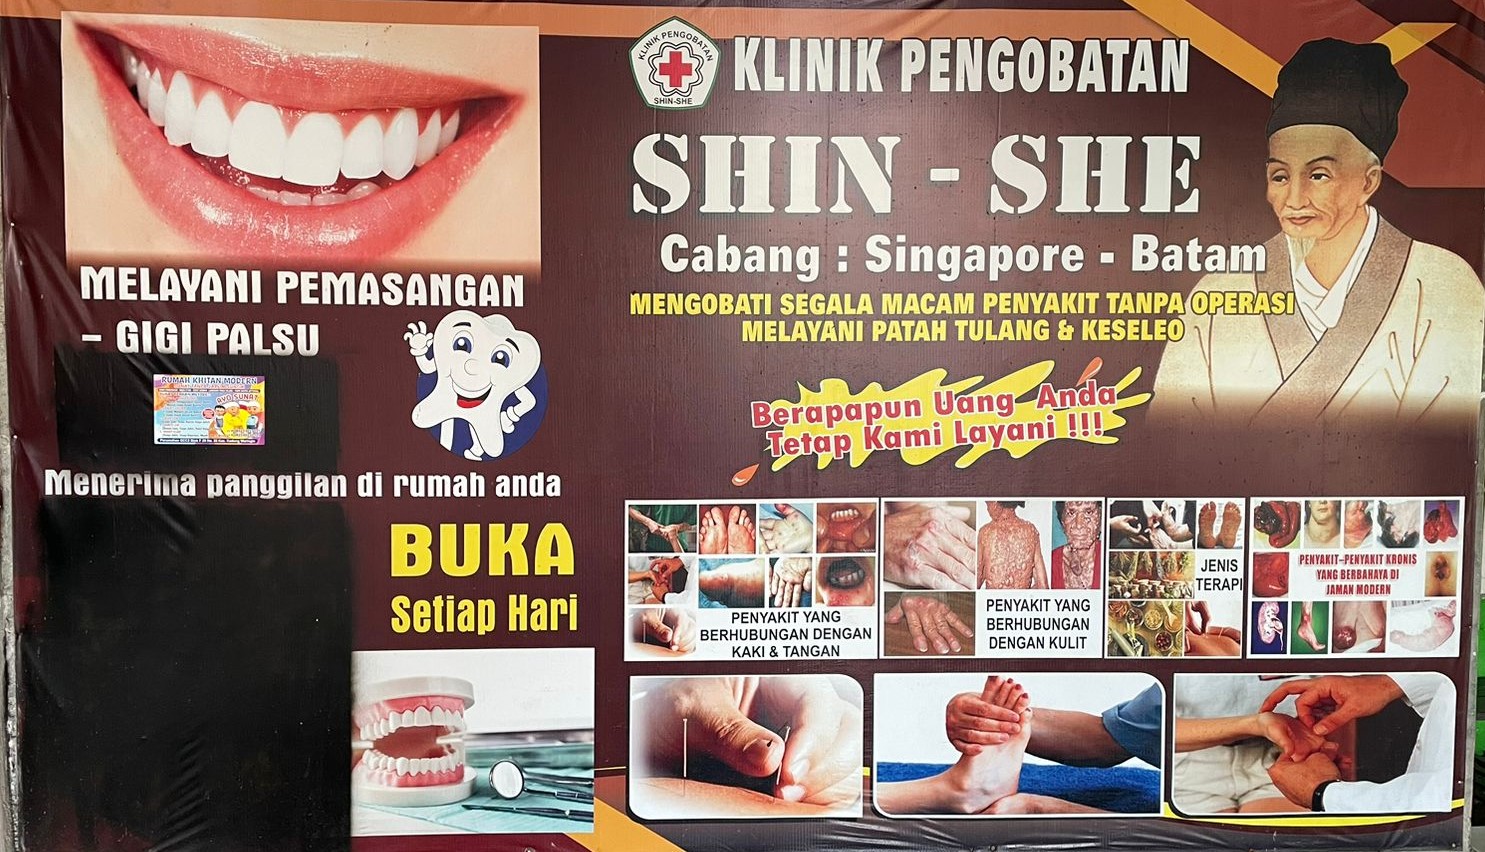 MELAYANI PEMASANGAN
- GIGI PALSU
RUMAH KHITAN MODERN
AYO SUNAT
Menerima panggilan di rumah anda
BUKA
Setiap Hari
KLINIK PENGOBATAN
SHIN-SHE
KLINIK PENGOBATAN
SHIN - SHE
Cabang : Singapore - Batam
MENGOBATI SEGALA MACAM PENYAKIT TANPA OPERASI
MELAYANI PATAH TULANG & KESELEO
Berapapun Uang Anda
Tetap Kami Layani !!!
PENYAKIT YANG
BERHUBUNGAN DENGAN
KAKI & TANGAN
PENYAKIT YANG
BERHUBUNGAN
DENGAN KULIT
JENIS
TERAPI
PENYAKIT-PENYAKIT KRONIS
YANG BERBAHAYA DI
JAMAN MODERN